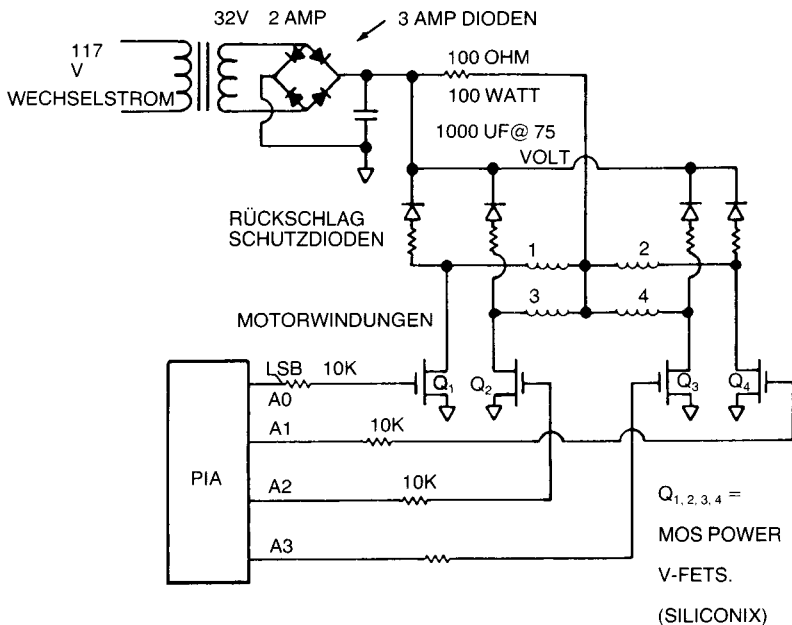 32V 2 AMP
3 AMP DIODEN
117
V
WECHSELSTROM
100 OHM
100 WATT
1000 UF@ 75
VOLT
RÜCKSCHLAG
SCHUTZDIODEN
1
2
3
4
MOTORWINDUNGEN
LSB
10K
A0
Q1
Q2
Q3
Q4
A1
10K
PIA
A2
10K
A3
Q1, 2, 3, 4 =
MOS POWER
V-FETS.
(SILICONIX)